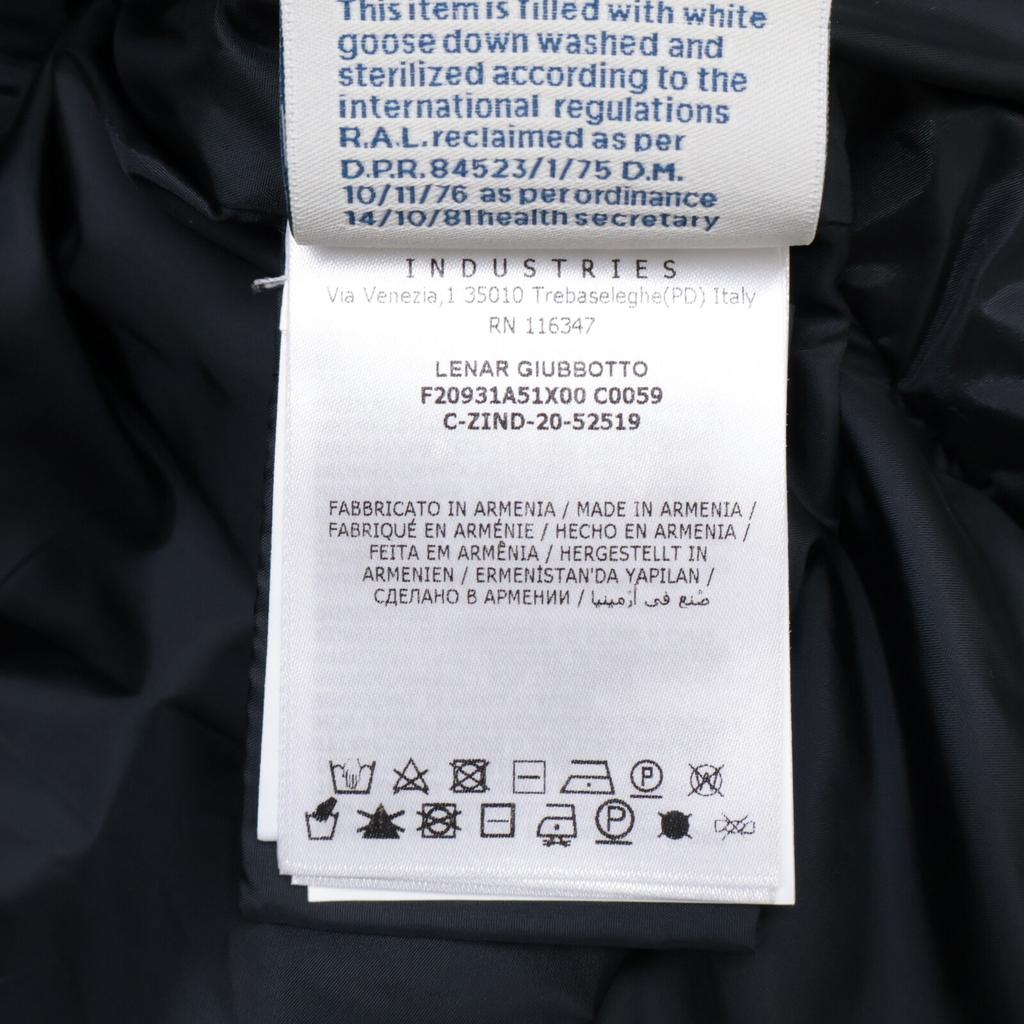 This item is filled with white
goose down washed and
sterilized according to the
international regulations
R.A.L. reclaimed as per
D.P.R. 84523/1/75 D.M.
10/11/76 as per ordinance
14/10/81 health secretary
INDUSTRIES
Via Venezia,1 35010 Trebaseleghe(PD) Italy
RN 116347
LENAR GIUBBOTTO
F20931A51X00 C0059
C-ZIND-20-52519
FABBRICATO IN ARMENIA / MADE IN ARMENIA /
FABRIQUÉ EN ARMÉNIE / HECHO EN ARMENIA /
FEITA EM ARMÊNIA / HERGESTELLT IN
ARMENIEN / ERMENİSTAN'DA YAPILAN /
СДЕЛАНО В АРМЕНИИ / صُنع في أرمينيا
P W
P